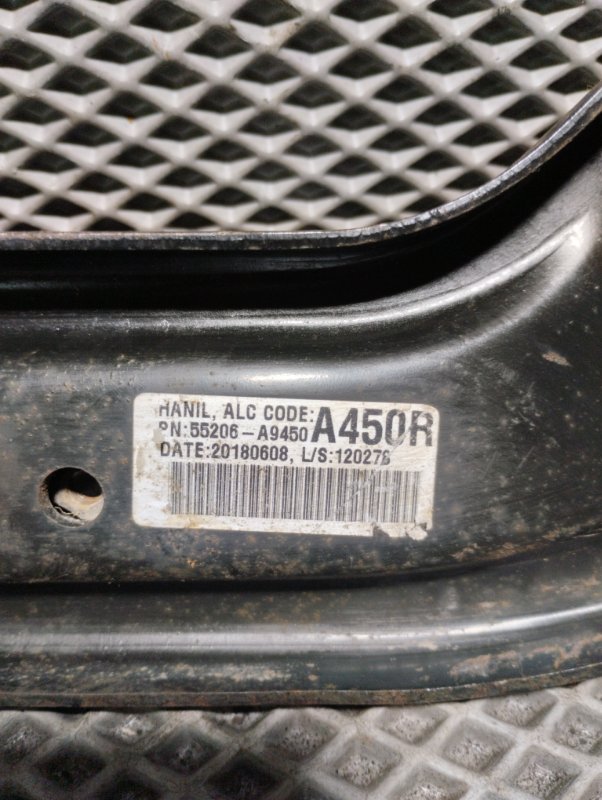 HANIL, ALC CODE: A450R
PN:55206-A9450
DATE:20180608, L/S:120278